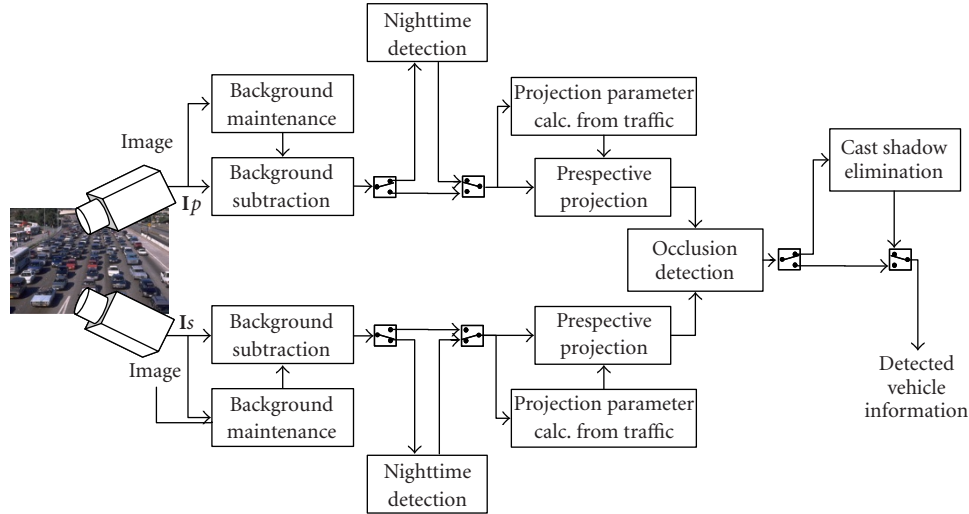 Nighttime
detection
Background
maintenance
Projection parameter
calc. from traffic
Image
Cast shadow
elimination
Background
subtraction
Prespective
projection
Ip
Occlusion
detection
Is
Background
subtraction
Prespective
projection
Image
Detected
vehicle
information
Background
maintenance
Projection parameter
calc. from traffic
Nighttime
detection